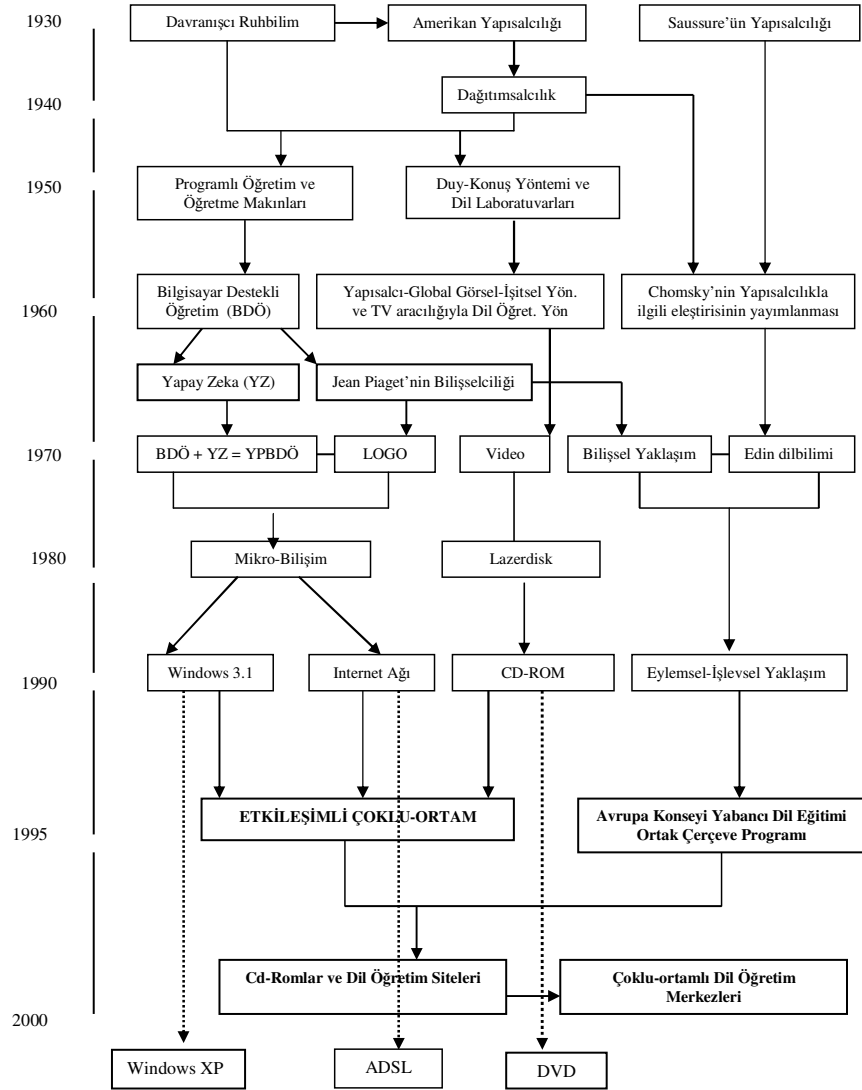 1930
Davranışcı Ruhbilim
Amerikan Yapısalcılığı
Saussure'ün Yapısalcılığı
Dağıtımsalcılık
1940
Programlı Öğretim ve
Öğretme Makınları
Duy-Konuş Yöntemi ve
Dil Laboratuvarları
1950
Bilgisayar Destekli
Öğretim (BDÖ)
Yapısalcı-Global Görsel-İşitsel Yön.
ve TV aracılığıyla Dil Öğret. Yön
Chomsky'nin Yapısalcılıkla
ilgili eleştirisinin yayımlanması
1960
Yapay Zeka (YZ)
Jean Piaget'nin Bilişselciliği
1970
BDÖ + YZ = YPBDÖ
LOGO
Video
Bilişsel Yaklaşım
Edin dilbilimi
1980
Mikro-Bilişim
Lazerdisk
Windows 3.1
Internet Ağı
CD-ROM
Eylemsel-İşlevsel Yaklaşım
1990
ETKİLEŞİMLİ ÇOKLU-ORTAM
Avrupa Konseyi Yabancı Dil Eğitimi
Ortak Çerçeve Programı
1995
Cd-Romlar ve Dil Öğretim Siteleri
Çoklu-ortamlı Dil Öğretim
Merkezleri
2000
Windows XP
ADSL
DVD